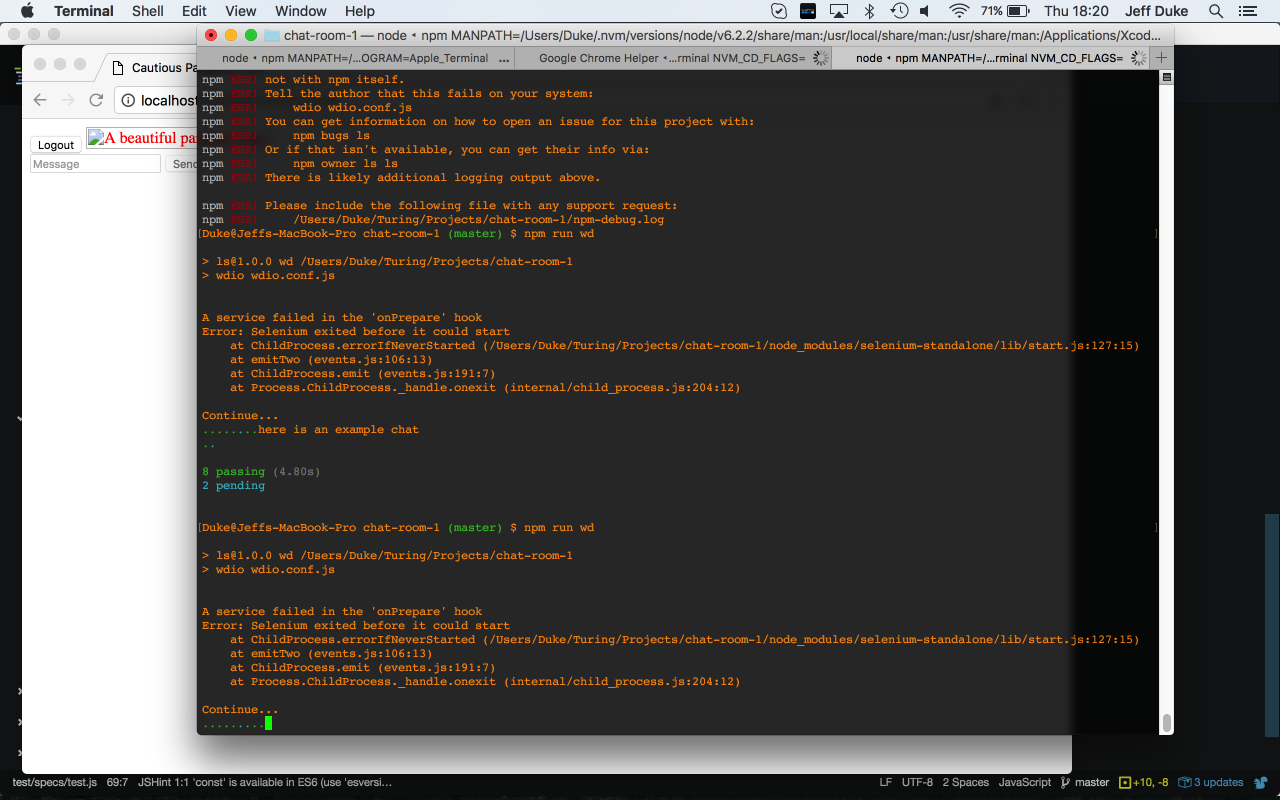 Terminal Shell Edit View Window Help 71% Thu 18:20 Jeff Duke
chat-room-1 — node ◂ npm MANPATH=/Users/Duke/.nvm/versions/node/v6.2.2/share/man:/usr/local/share/man:/usr/share/man:/Applications/Xcod…
node ◂ npm MANPATH=/...OGRAM=Apple_Terminal ... Google Chrome Helper ◂...rminal NVM_CD_FLAGS= node ◂ npm MANPATH=/...rminal NVM_CD_FLAGS= +
Cautious Pa
localhos
Logout A beautiful pa
Message Send
npm ERR! not with npm itself.
npm ERR! Tell the author that this fails on your system:
npm ERR! wdio wdio.conf.js
npm ERR! You can get information on how to open an issue for this project with:
npm ERR! npm bugs ls
npm ERR! Or if that isn't available, you can get their info via:
npm ERR! npm owner ls ls
npm ERR! There is likely additional logging output above.
npm ERR! Please include the following file with any support request:
npm ERR! /Users/Duke/Turing/Projects/chat-room-1/npm-debug.log
[Duke@Jeffs-MacBook-Pro chat-room-1 (master) $ npm run wd ]
> ls@1.0.0 wd /Users/Duke/Turing/Projects/chat-room-1
> wdio wdio.conf.js
A service failed in the 'onPrepare' hook
Error: Selenium exited before it could start
at ChildProcess.errorIfNeverStarted (/Users/Duke/Turing/Projects/chat-room-1/node_modules/selenium-standalone/lib/start.js:127:15)
at emitTwo (events.js:106:13)
at ChildProcess.emit (events.js:191:7)
at Process.ChildProcess._handle.onexit (internal/child_process.js:204:12)
Continue...
........here is an example chat
..
8 passing (4.80s)
2 pending
[Duke@Jeffs-MacBook-Pro chat-room-1 (master) $ npm run wd ]
> ls@1.0.0 wd /Users/Duke/Turing/Projects/chat-room-1
> wdio wdio.conf.js
A service failed in the 'onPrepare' hook
Error: Selenium exited before it could start
at ChildProcess.errorIfNeverStarted (/Users/Duke/Turing/Projects/chat-room-1/node_modules/selenium-standalone/lib/start.js:127:15)
at emitTwo (events.js:106:13)
at ChildProcess.emit (events.js:191:7)
at Process.ChildProcess._handle.onexit (internal/child_process.js:204:12)
Continue...
.........
test/specs/test.js 69:7 JSHint 1:1 'const' is available in ES6 (use 'esversi… LF UTF-8 2 Spaces JavaScript master +10, -8 3 updates